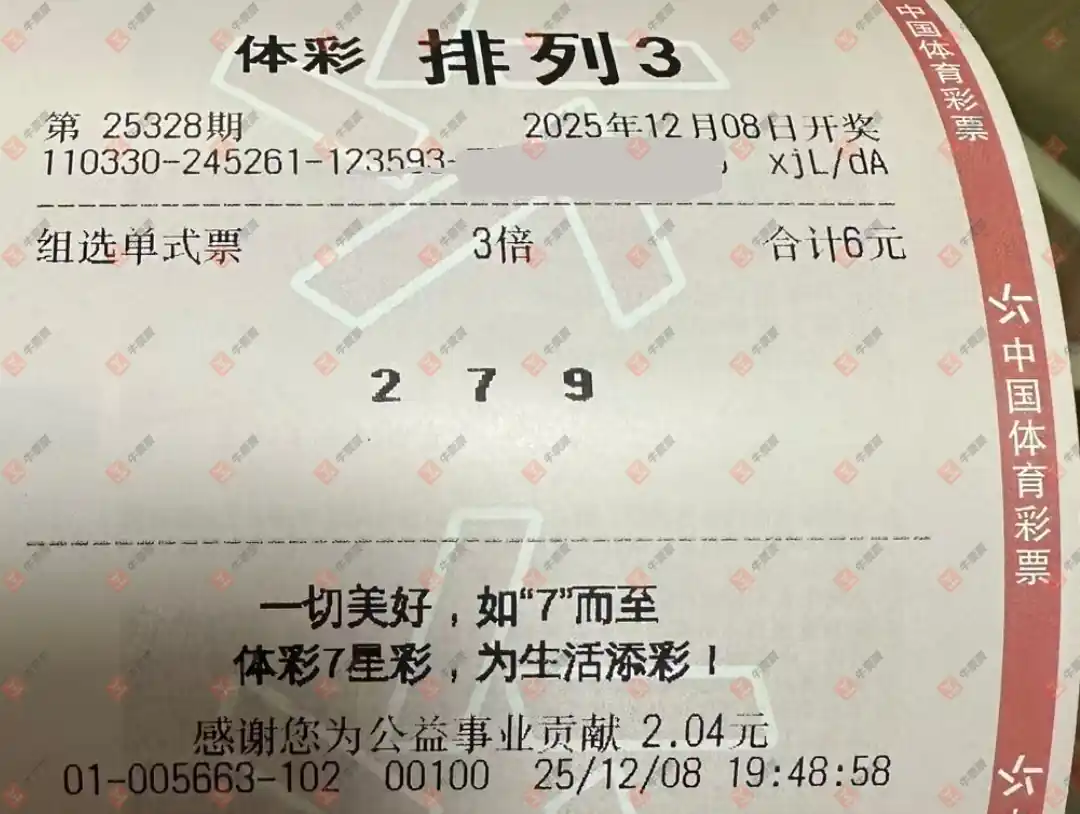 体彩 排列3
第 25328期 2025年12月08日开奖
110330-245261-123593- xjL/dA
组选单式票 3倍 合计6元
2 7 9
一切美好，如“7”而至
体彩7星彩，为生活添彩！
感谢您为公益事业贡献 2.04元
01-005663-102 00100 25/12/08 19:48:58
中国体育彩票
中国体育彩票